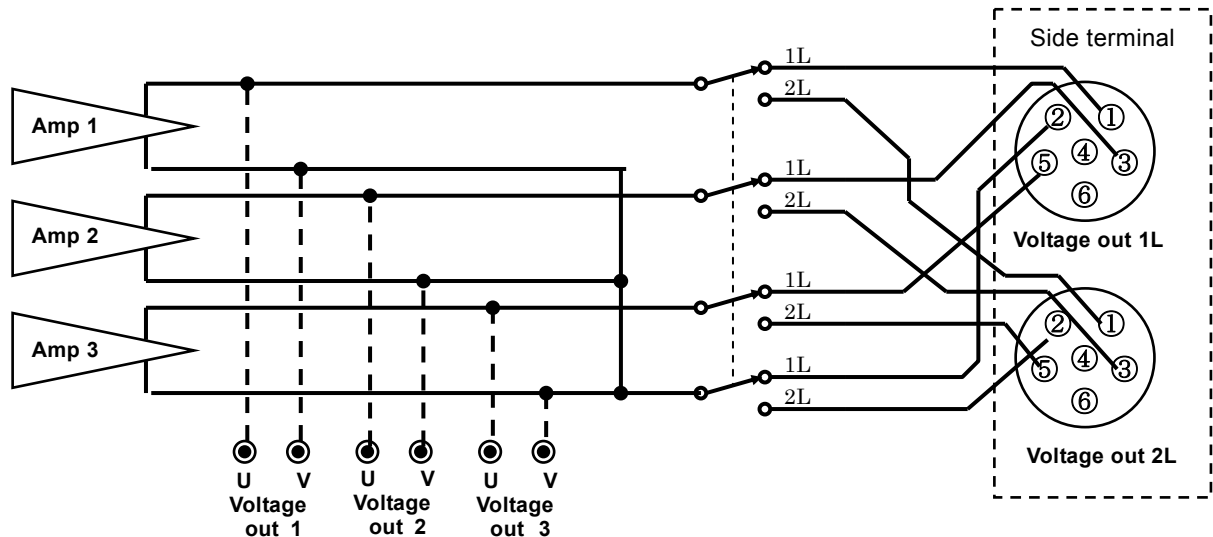 Side terminal
Amp 1
1L
2L
② ①
④
⑤ ③
⑥
Voltage out 1L
Amp 2
1L
2L
Amp 3
1L
2L
② ①
④
⑤ ③
⑥
1L
2L
Voltage out 2L
U V
Voltage
out 1
U V
Voltage
out 2
U V
Voltage
out 3